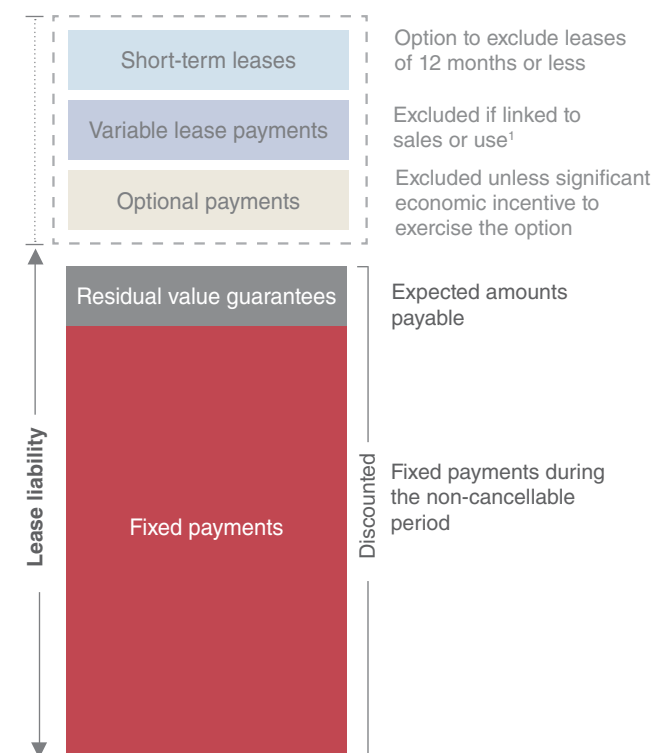 Short-term leases
Option to exclude leases
of 12 months or less
Variable lease payments
Excluded if linked to
sales or use¹
Optional payments
Excluded unless significant
economic incentive to
exercise the option
Residual value guarantees
Expected amounts
payable
Lease liability
Fixed payments
Discounted
Fixed payments during
the non-cancellable
period